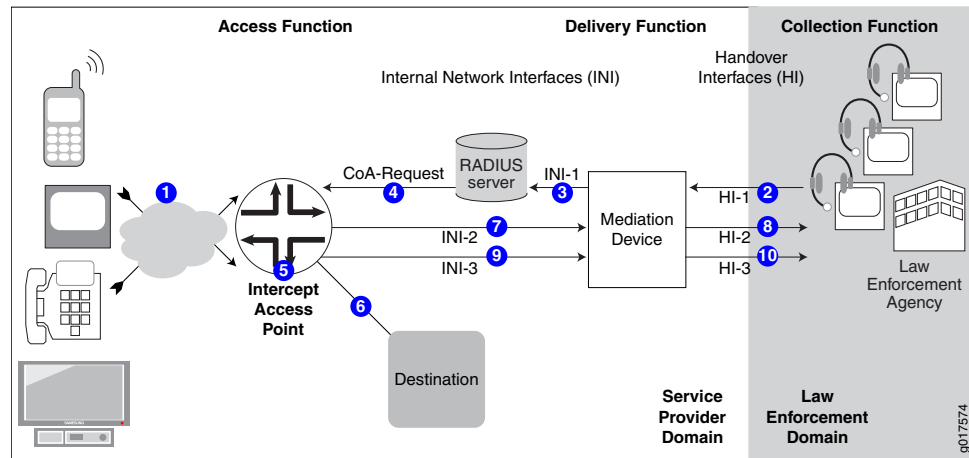 Access Function
Delivery Function
Collection Function
Internal Network Interfaces (INI)
Handover
Interfaces (HI)
1
CoA-Request
4
RADIUS
server
INI-1
3
2
HI-1
7
INI-2
Mediation
Device
8
HI-2
9
INI-3
10
HI-3
5
Intercept
Access
Point
6
Law
Enforcement
Agency
Destination
SAMSUNG
Service
Provider
Domain
Law
Enforcement
Domain
g017574